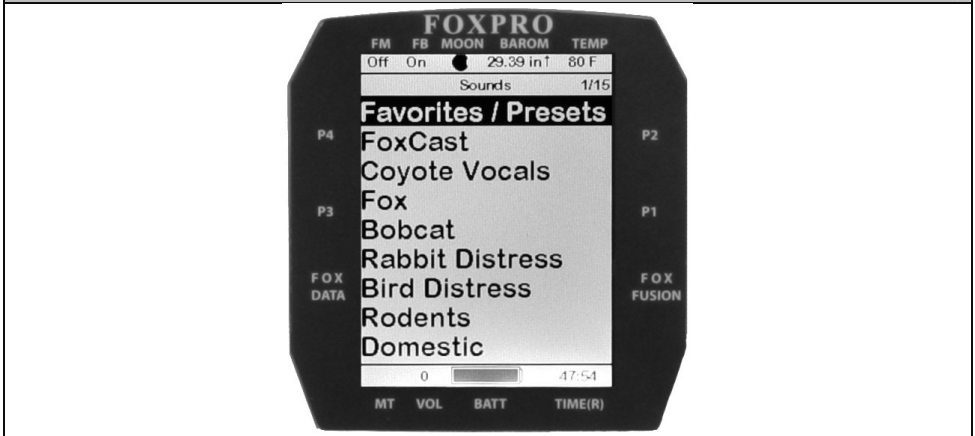 FOXPRO
FM FB MOON BAROM TEMP
Off On 29.39 in↑ 80 F
Sounds 1/15
Favorites / Presets
FoxCast
P4 P2
Coyote Vocals
Fox
P3 P1
Bobcat
Rabbit Distress
FOX DATA
FOX FUSION
Bird Distress
Rodents
Domestic
0 47:54
MT VOL BATT TIME(R)